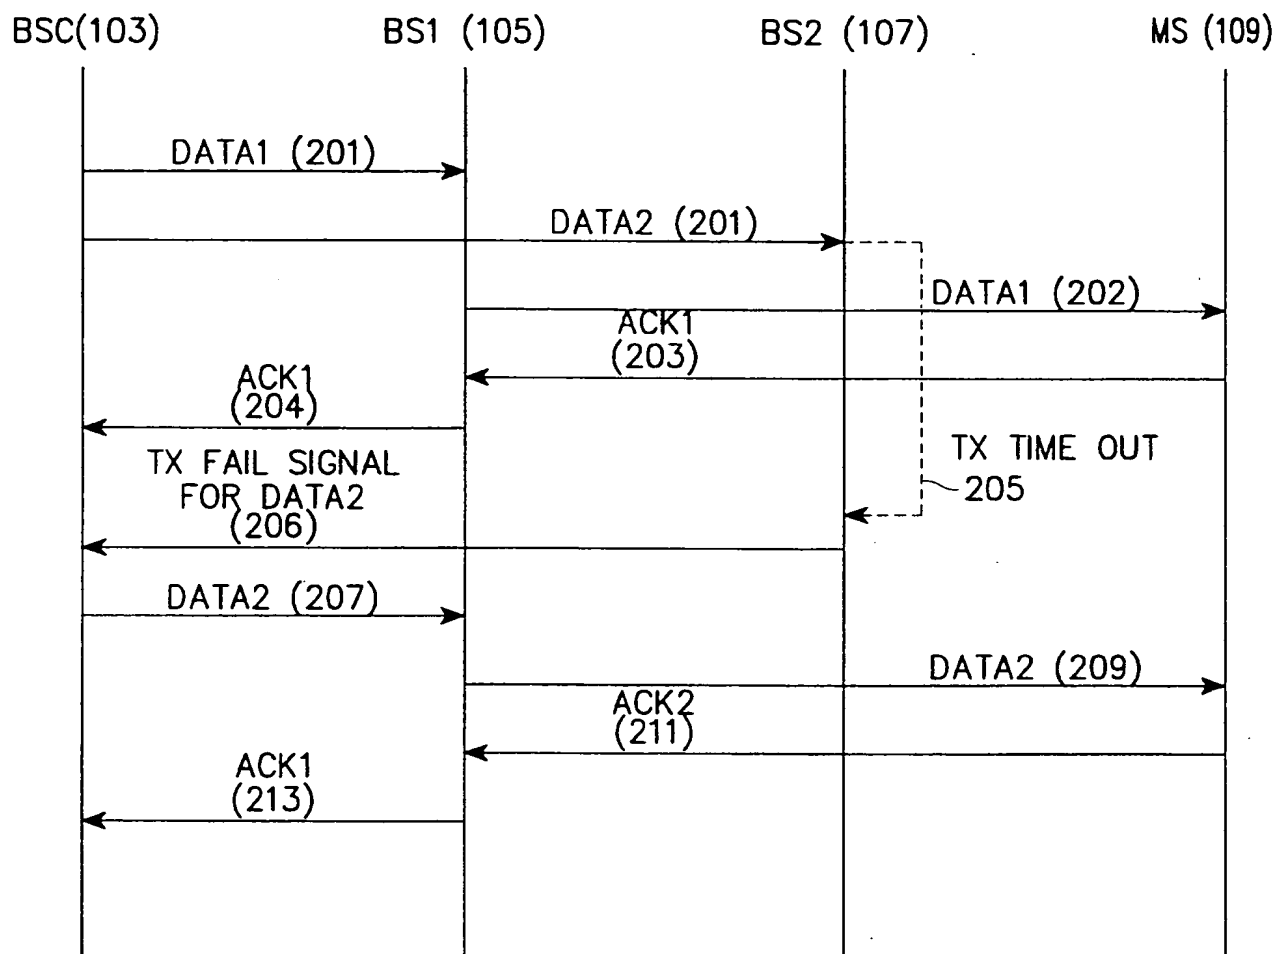 BSC(103)
BS1 (105)
BS2 (107)
MS (109)
DATA1 (201)
DATA2 (201)
DATA1 (202)
ACK1
(203)
ACK1
(204)
TX FAIL SIGNAL
FOR DATA2
(206)
TX TIME OUT
205
DATA2 (207)
DATA2 (209)
ACK2
(211)
ACK1
(213)